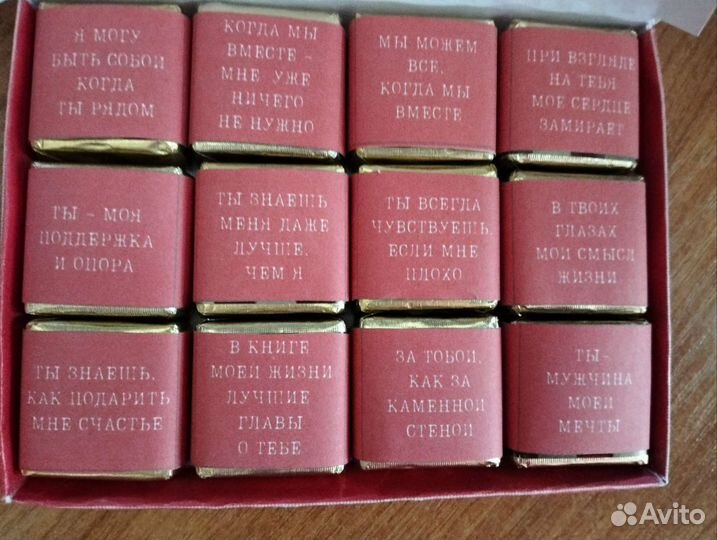 Я МОГУ
БЫТЬ СОБОЙ
КОГДА
ТЫ РЯДОМ
КОГДА МЫ
ВМЕСТЕ -
МНЕ УЖЕ
НИЧЕГО
НЕ НУЖНО
МЫ МОЖЕМ
ВСЕ,
КОГДА МЫ
ВМЕСТЕ
ПРИ ВЗГЛЯДЕ
НА ТЕБЯ
МОЕ СЕРДЦЕ
ЗАМИРАЕТ
ТЫ - МОЯ
ПОДДЕРЖКА
И ОПОРА
ТЫ ЗНАЕШЬ
МЕНЯ ДАЖЕ
ЛУЧШЕ,
ЧЕМ Я
ТЫ ВСЕГДА
ЧУВСТВУЕШЬ,
ЕСЛИ МНЕ
ПЛОХО
В ТВОИХ
ГЛАЗАХ
МОЙ СМЫСЛ
ЖИЗНИ
ТЫ ЗНАЕШЬ,
КАК ПОДАРИТЬ
МНЕ СЧАСТЬЕ
В КНИГЕ
МОЕЙ ЖИЗНИ
ЛУЧШИЕ
ГЛАВЫ
О ТЕБЕ
ЗА ТОБОЙ,
КАК ЗА
КАМЕННОЙ
СТЕНОЙ
ТЫ-
МУЖЧИНА
МОЕЙ
МЕЧТЫ
Avito